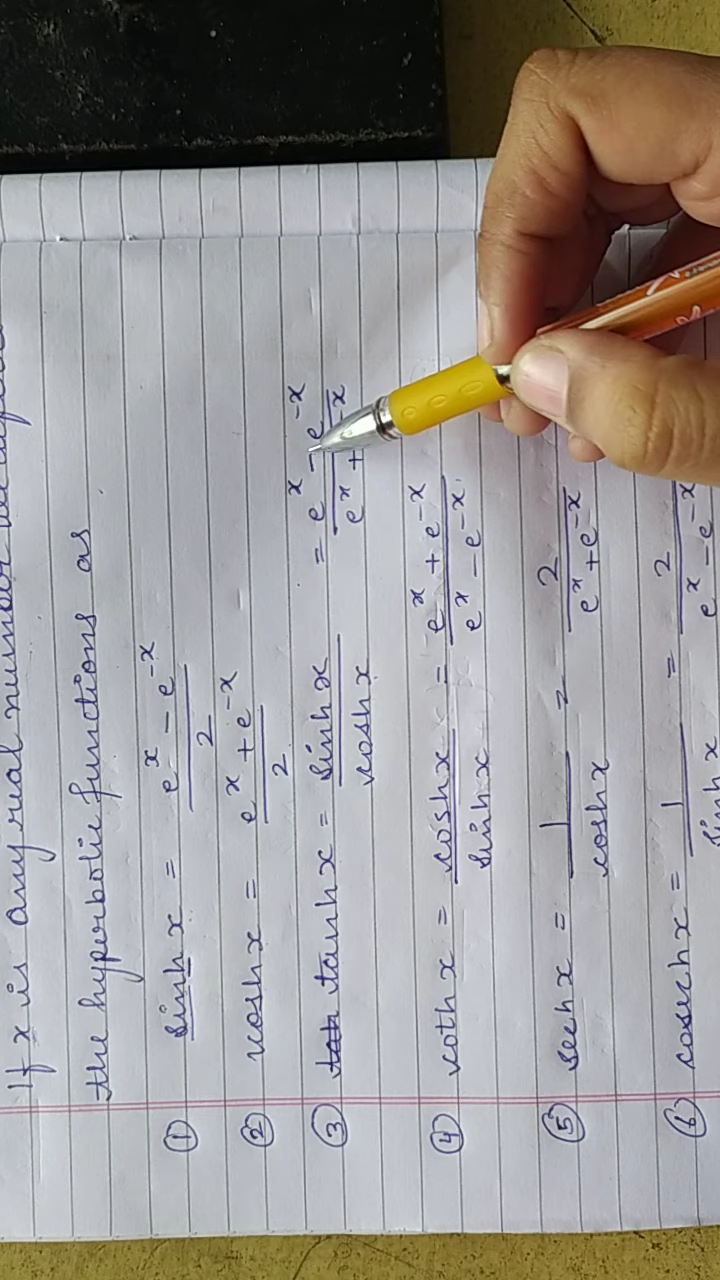 If x is any real number
the hyperbolic functions as
① sinh x = e^x - e^-x / 2
② cosh x = e^x + e^-x / 2
③ tanh x = sinh x / cosh x = e^x - e^-x / e^x + -x
④ coth x = cosh x / sinh x = e^x + e^-x / e^x - e^-x
⑤ sech x = 1 / cosh x = 2 / e^x + e^-x
⑥ cosech x = 1 / sinh x = 2 / e^x - e^-x